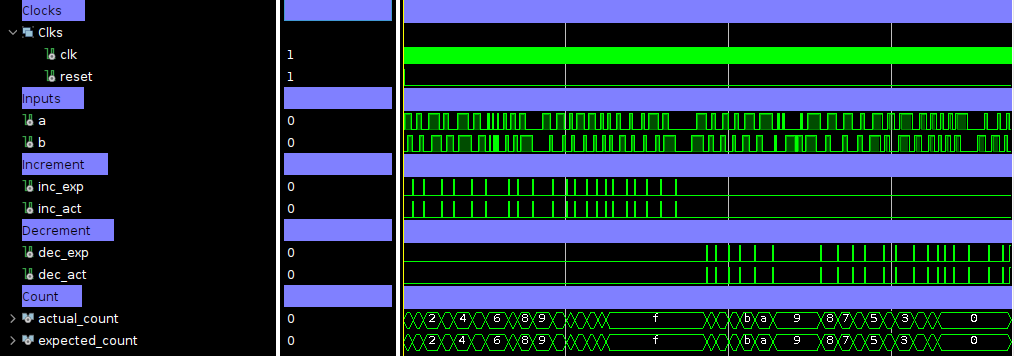 Clocks
Clks
clk 1
reset 1
Inputs
a 0
b 0
Increment
inc_exp 0
inc_act 0
Decrement
dec_exp 0
dec_act 0
Count
actual_count 0 2 4 6 8 9 f b a 9 8 7 5 3 0
expected_count 0 2 4 6 8 9 f b a 9 8 7 5 3 0